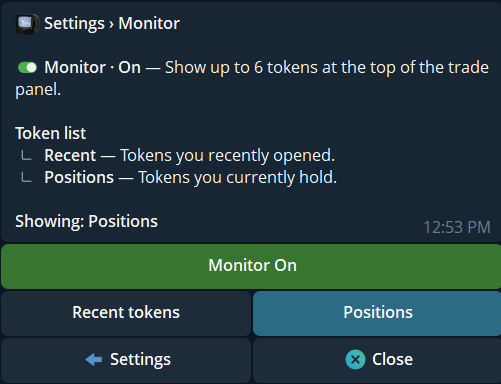 Settings › Monitor
Monitor · On — Show up to 6 tokens at the top of the trade
panel.
Token list
Recent — Tokens you recently opened.
Positions — Tokens you currently hold.
Showing: Positions
12:53 PM
Monitor On
Recent tokens
Positions
Settings
Close